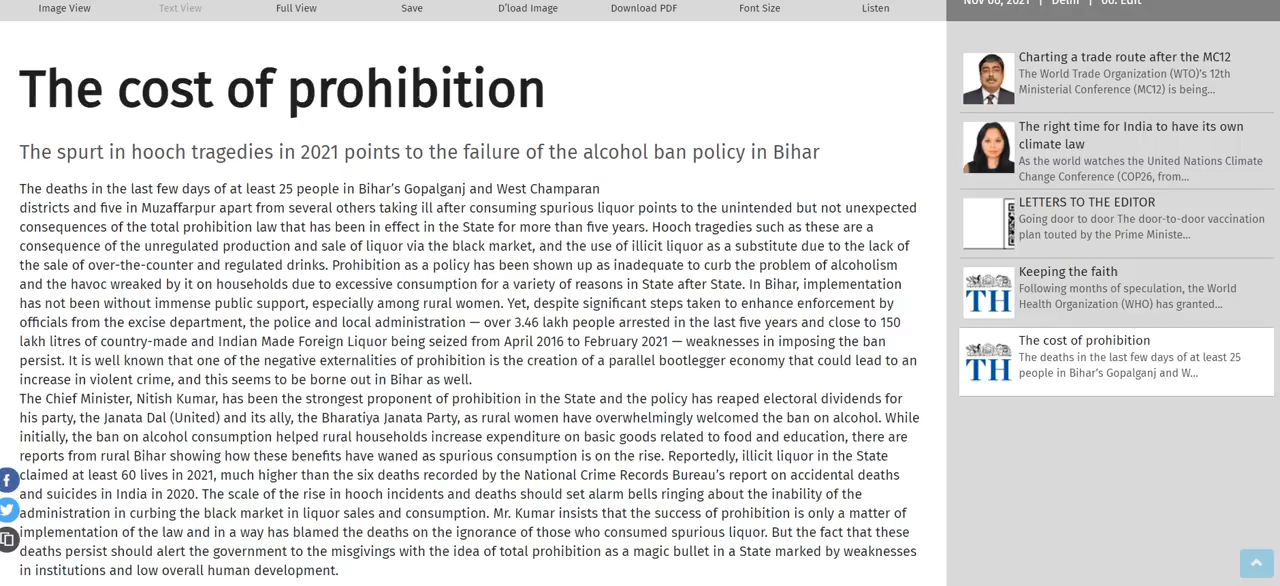 Image View
Text View
Full View
Save
D'load Image
Download PDF
Font Size
Listen
Nov 06, 2021 | Delhi | 06. Edit
The cost of prohibition
The spurt in hooch tragedies in 2021 points to the failure of the alcohol ban policy in Bihar
The deaths in the last few days of at least 25 people in Bihar's Gopalganj and West Champaran
districts and five in Muzaffarpur apart from several others taking ill after consuming spurious liquor points to the unintended but not unexpected
consequences of the total prohibition law that has been in effect in the State for more than five years. Hooch tragedies such as these are a
consequence of the unregulated production and sale of liquor via the black market, and the use of illicit liquor as a substitute due to the lack of
the sale of over-the-counter and regulated drinks. Prohibition as a policy has been shown up as inadequate to curb the problem of alcoholism
and the havoc wreaked by it on households due to excessive consumption for a variety of reasons in State after State. In Bihar, implementation
has not been without immense public support, especially among rural women. Yet, despite significant steps taken to enhance enforcement by
officials from the excise department, the police and local administration — over 3.46 lakh people arrested in the last five years and close to 150
lakh litres of country-made and Indian Made Foreign Liquor being seized from April 2016 to February 2021 — weaknesses in imposing the ban
persist. It is well known that one of the negative externalities of prohibition is the creation of a parallel bootlegger economy that could lead to an
increase in violent crime, and this seems to be borne out in Bihar as well.
The Chief Minister, Nitish Kumar, has been the strongest proponent of prohibition in the State and the policy has reaped electoral dividends for
his party, the Janata Dal (United) and its ally, the Bharatiya Janata Party, as rural women have overwhelmingly welcomed the ban on alcohol. While
initially, the ban on alcohol consumption helped rural households increase expenditure on basic goods related to food and education, there are
reports from rural Bihar showing how these benefits have waned as spurious consumption is on the rise. Reportedly, illicit liquor in the State
claimed at least 60 lives in 2021, much higher than the six deaths recorded by the National Crime Records Bureau's report on accidental deaths
and suicides in India in 2020. The scale of the rise in hooch incidents and deaths should set alarm bells ringing about the inability of the
administration in curbing the black market in liquor sales and consumption. Mr. Kumar insists that the success of prohibition is only a matter of
implementation of the law and in a way has blamed the deaths on the ignorance of those who consumed spurious liquor. But the fact that these
deaths persist should alert the government to the misgivings with the idea of total prohibition as a magic bullet in a State marked by weaknesses
in institutions and low overall human development.
Charting a trade route after the MC12
The World Trade Organization (WTO)'s 12th
Ministerial Conference (MC12) is being...
The right time for India to have its own
climate law
As the world watches the United Nations Climate
Change Conference (COP26, from...
LETTERS TO THE EDITOR
Going door to door The door-to-door vaccination
plan touted by the Prime Ministe...
TH
Keeping the faith
Following months of speculation, the World
Health Organization (WHO) has granted...
TH
The cost of prohibition
The deaths in the last few days of at least 25
people in Bihar's Gopalganj and W...